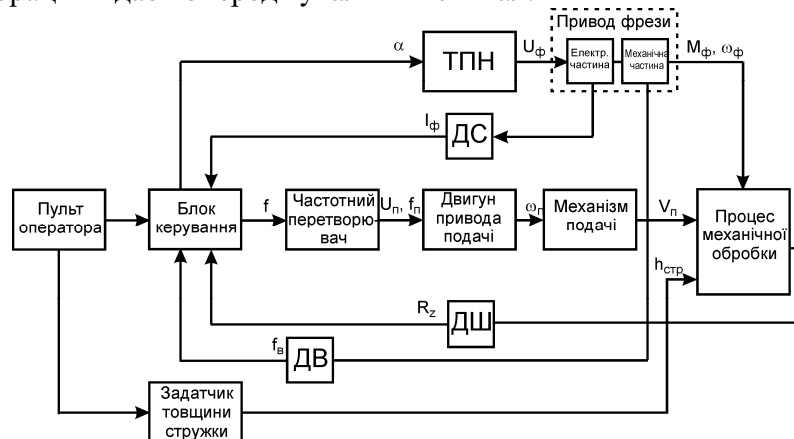 Привод фрези
α
ТПН
Uф
Електр.
частина
Механічна
частина
Mф, ωф
Iф
ДС
Пульт
оператора
Блок
керування
f
Частотний
перетворю-
вач
Uп, fп
Двигун
привода
подачі
ωп
Механізм
подачі
Vп
Процес
механічної
обробки
hстр
Rz
ДШ
fв
ДВ
Задатчик
товщини
стружки